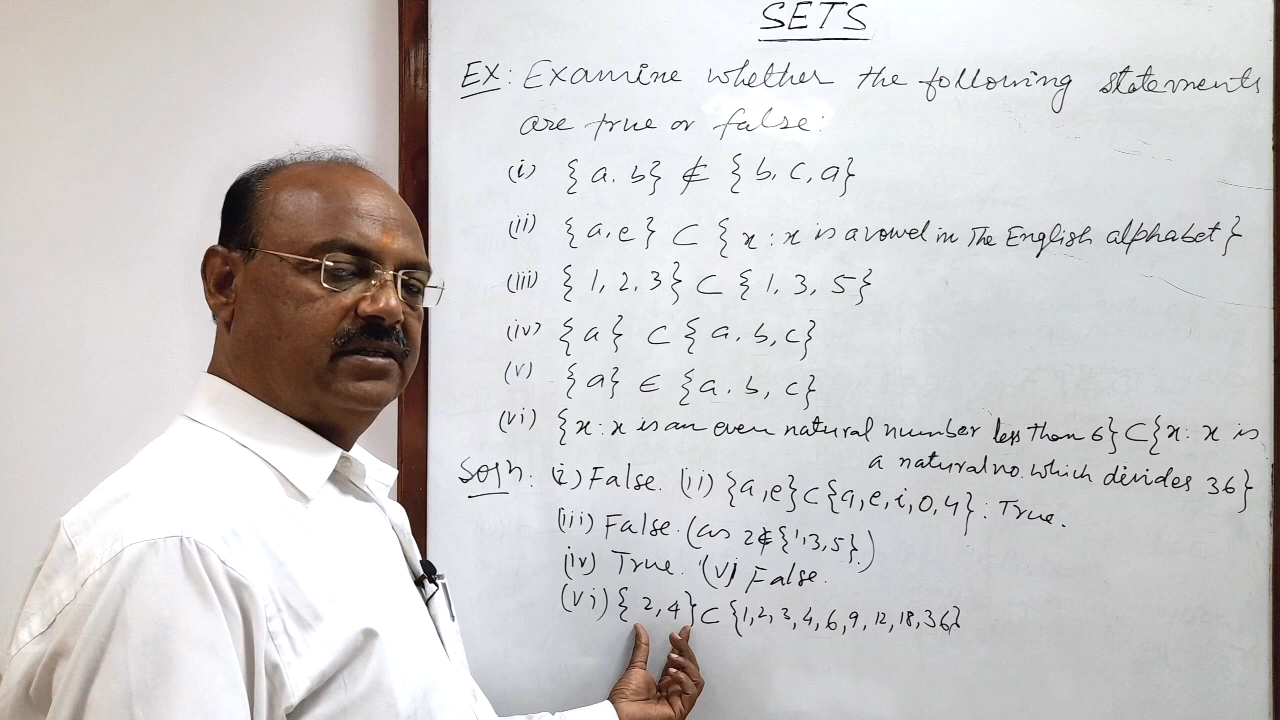 SETS
EX: Examine whether the following statements
are true or false:
(i) {a, b} ⊄ {b, c, a}
(ii) {a, e} ⊂ {x : x is a vowel in the English alphabet}
(iii) {1, 2, 3} ⊂ {1, 3, 5}
(iv) {a} ⊂ {a, b, c}
(v) {a} ∈ {a, b, c}
(vi) {x : x is an even natural number less than 6} ⊂ {x : x is
a natural no. which divides 36}
Soln: (i) False. (ii) {a, e} ⊂ {a, e, i, o, u} : True.
(iii) False. (as 2 ∉ {1, 3, 5}.)
(iv) True. (v) False.
(vi) {2, 4} ⊂ {1, 2, 3, 4, 6, 9, 12, 18, 36}